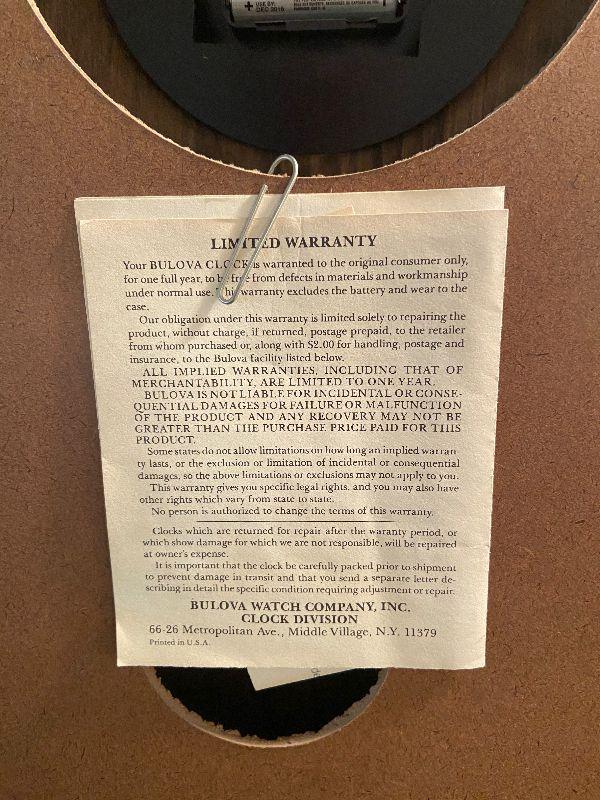 + USE BY:
DEC 2015
LIMITED WARRANTY
Your BULOVA CLOCK is warranted to the original consumer only,
for one full year, to be free from defects in materials and workmanship
under normal use. This warranty excludes the battery and wear to the
case.
Our obligation under this warranty is limited solely to repairing the
product, without charge, if returned, postage prepaid, to the retailer
from whom purchased or, along with $2.00 for handling, postage and
insurance, to the Bulova facility listed below.
ALL IMPLIED WARRANTIES, INCLUDING THAT OF
MERCHANTABILITY, ARE LIMITED TO ONE YEAR.
BULOVA IS NOT LIABLE FOR INCIDENTAL OR CONSE-
QUENTIAL DAMAGES FOR FAILURE OR MALFUNCTION
OF THE PRODUCT AND ANY RECOVERY MAY NOT BE
GREATER THAN THE PURCHASE PRICE PAID FOR THIS
PRODUCT.
Some states do not allow limitations on how long an implied warran-
ty lasts, or the exclusion or limitation of incidental or consequential
damages, so the above limitations or exclusions may not apply to you.
This warranty gives you specific legal rights, and you may also have
other rights which vary from state to state.
No person is authorized to change the terms of this warranty.
Clocks which are returned for repair after the waranty period, or
which show damage for which we are not responsible, will be repaired
at owner's expense.
It is important that the clock be carefully packed prior to shipment
to prevent damage in transit and that you send a separate letter de-
scribing in detail the specific condition requiring adjustment or repair.
BULOVA WATCH COMPANY, INC.
CLOCK DIVISION
66-26 Metropolitan Ave., Middle Village, N.Y. 11379
Printed in U.S.A.